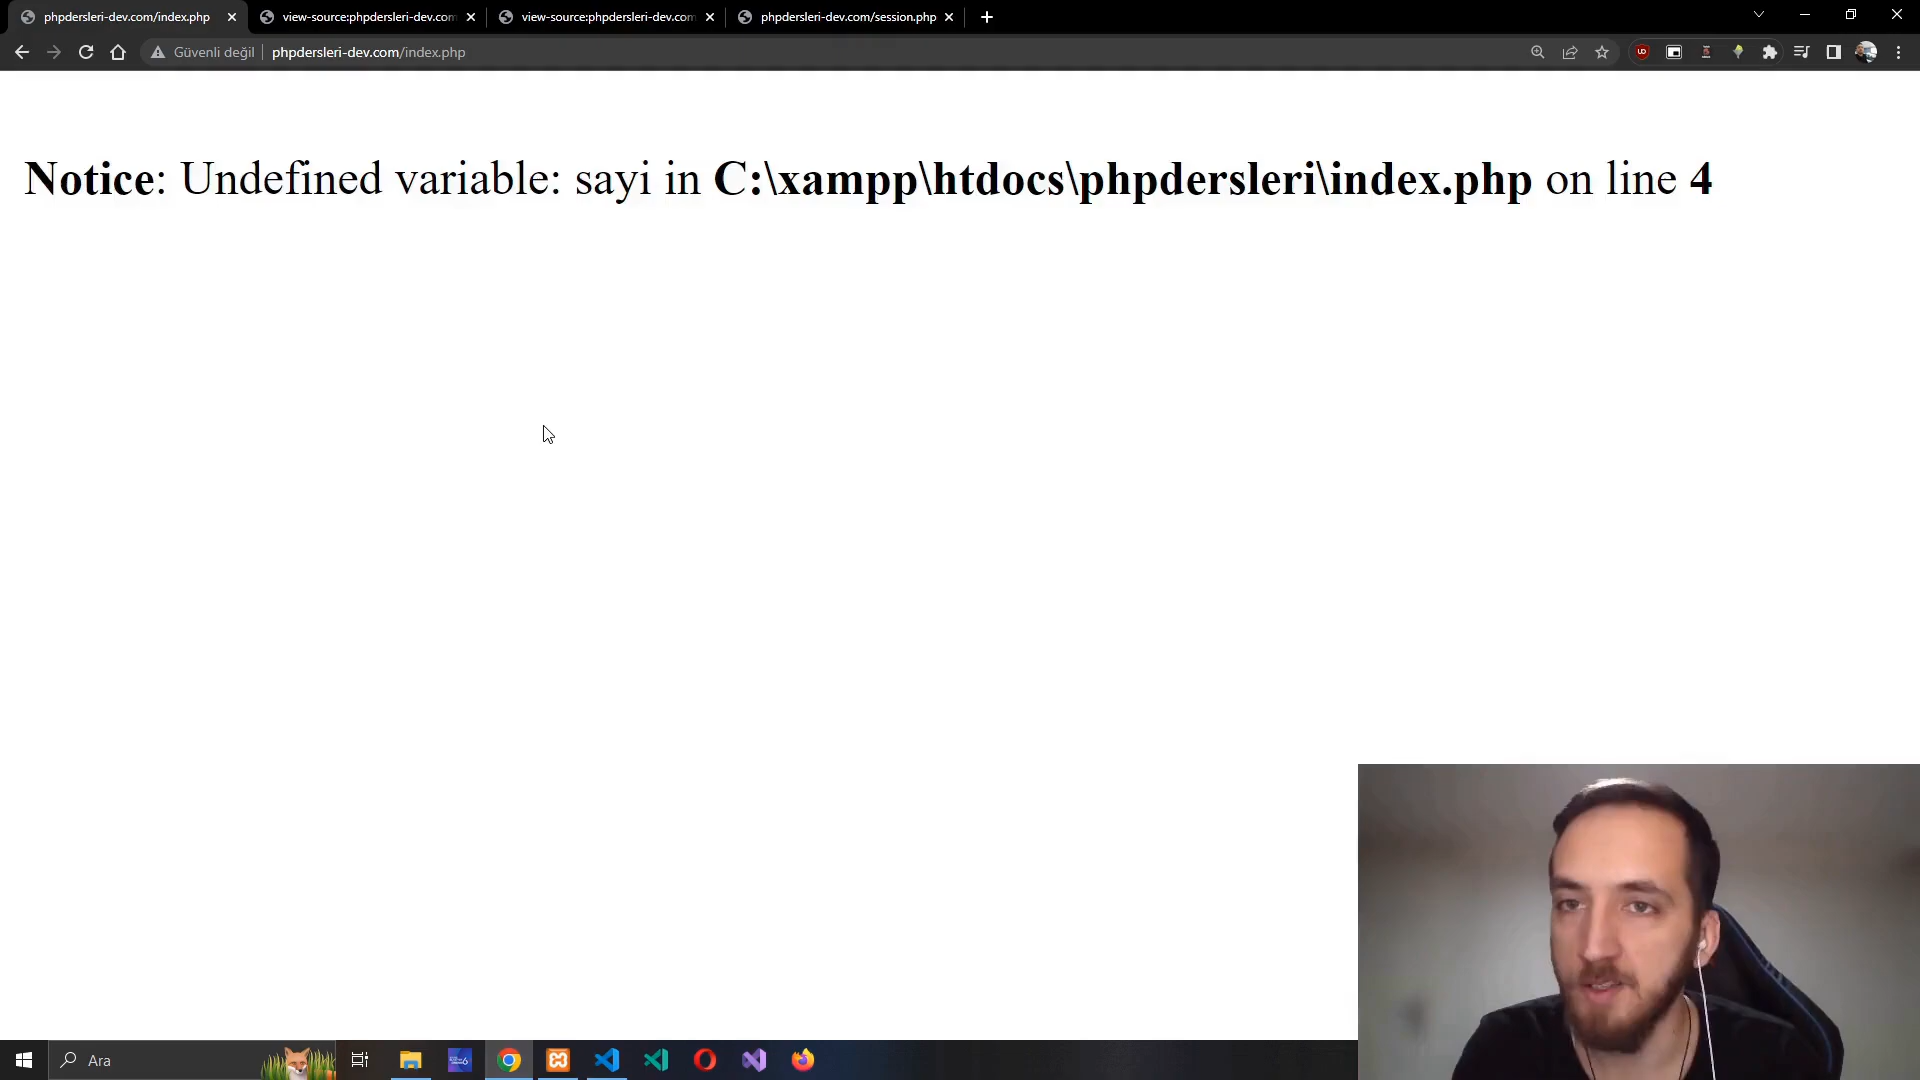 phpdersleri-dev.com/index.php
view-source:phpdersleri-dev.com
view-source:phpdersleri-dev.com
phpdersleri-dev.com/session.php
Güvenli değil
phpdersleri-dev.com/index.php
Notice: Undefined variable: sayi in C:\xampp\htdocs\phpdersleri\index.php on line 4
Ara